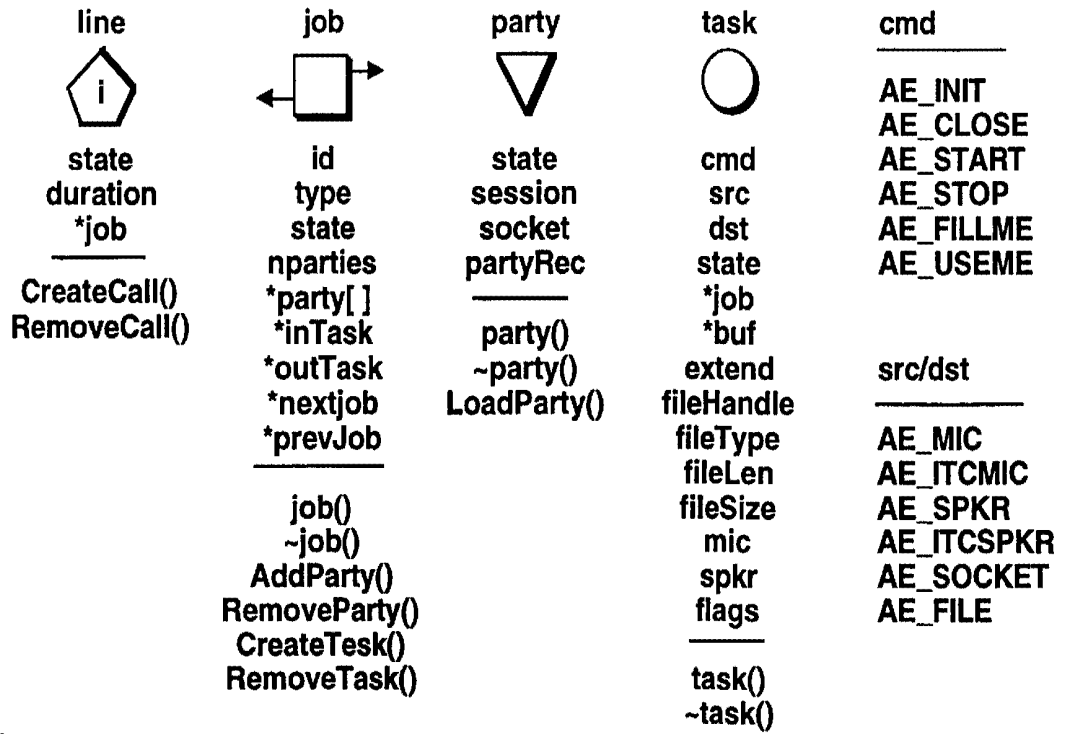 line
i
state
duration
*job
CreateCall()
RemoveCall()
job
id
type
state
nparties
*party[ ]
*inTask
*outTask
*nextjob
*prevJob
job()
~job()
AddParty()
RemoveParty()
CreateTesk()
RemoveTask()
party
state
session
socket
partyRec
party()
~party()
LoadParty()
task
cmd
src
dst
state
*job
*buf
extend
fileHandle
fileType
fileLen
fileSize
mic
spkr
flags
task()
~task()
cmd
AE_INIT
AE_CLOSE
AE_START
AE_STOP
AE_FILLME
AE_USEME
src/dst
AE_MIC
AE_ITCMIC
AE_SPKR
AE_ITCSPKR
AE_SOCKET
AE_FILE